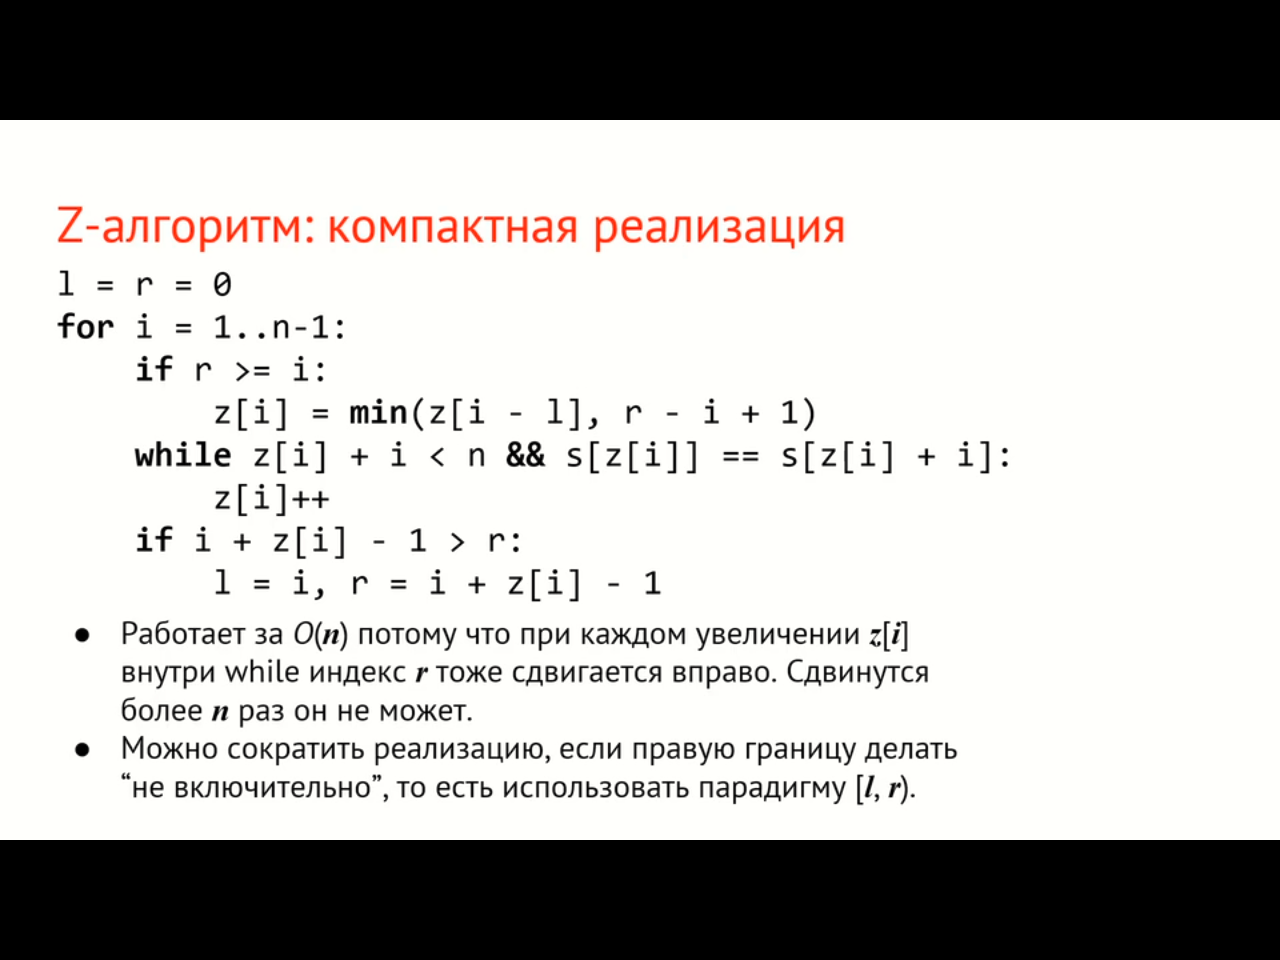 Z-алгоритм: компактная реализация
l = r = 0
for i = 1..n-1:
    if r >= i:
        z[i] = min(z[i - l], r - i + 1)
    while z[i] + i < n && s[z[i]] == s[z[i] + i]:
        z[i]++
    if i + z[i] - 1 > r:
        l = i, r = i + z[i] - 1
● Работает за O(n) потому что при каждом увеличении z[i]
внутри while индекс r тоже сдвигается вправо. Сдвинутся
более n раз он не может.
● Можно сократить реализацию, если правую границу делать
“не включительно”, то есть использовать парадигму [l, r).